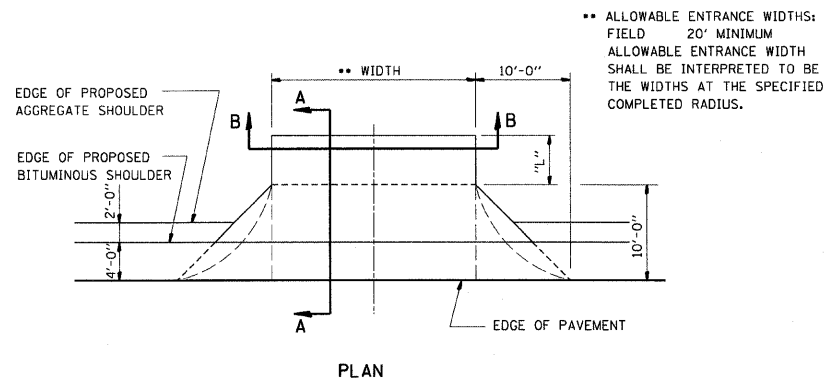 •• ALLOWABLE ENTRANCE WIDTHS:
FIELD 20' MINIMUM
ALLOWABLE ENTRANCE WIDTH
SHALL BE INTERPRETED TO BE
THE WIDTHS AT THE SPECIFIED
COMPLETED RADIUS.
•• WIDTH
10'-0"
EDGE OF PROPOSED
AGGREGATE SHOULDER
A
B
B
EDGE OF PROPOSED
BITUMINOUS SHOULDER
"L"
2'-0"
4'-0"
10'-0"
A
EDGE OF PAVEMENT
PLAN